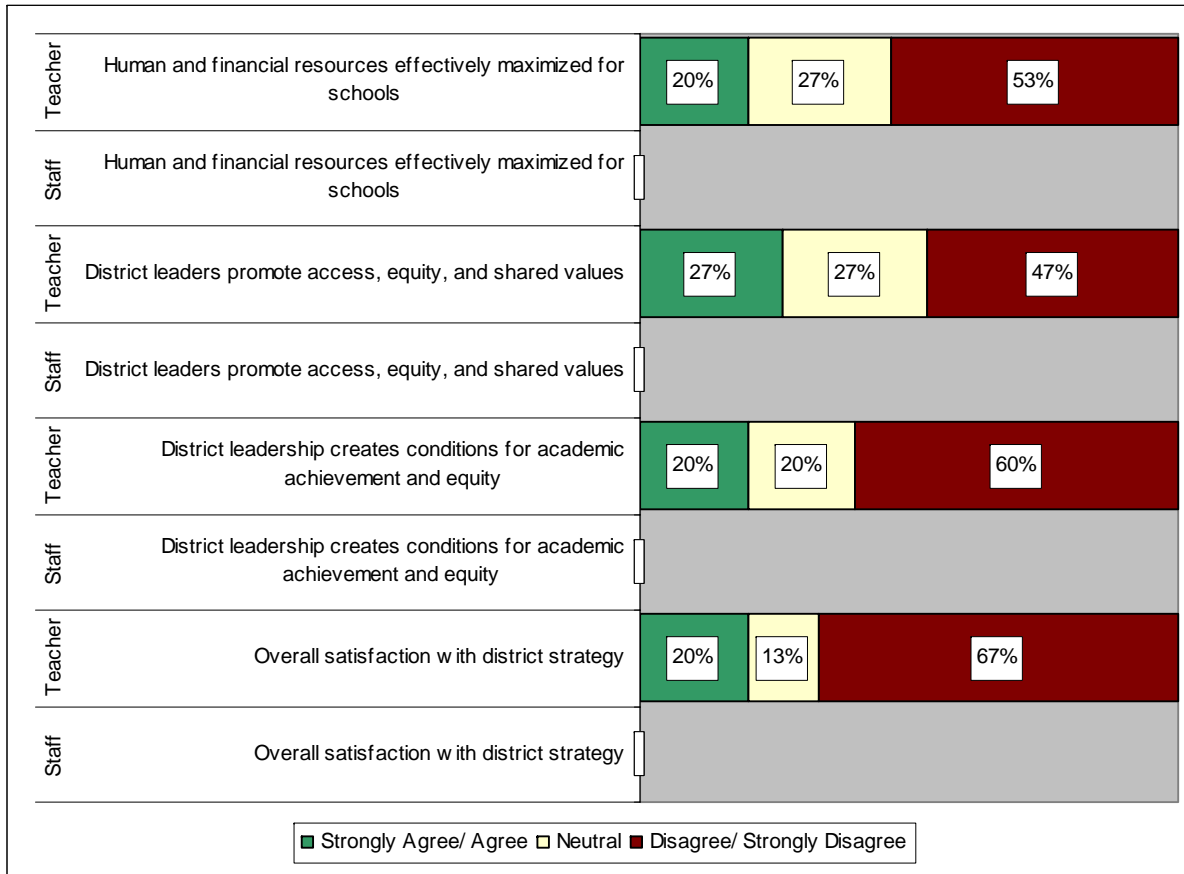 Teacher
Human and financial resources effectively maximized for
schools
20% 27% 53%
Staff
Human and financial resources effectively maximized for
schools
Teacher
District leaders promote access, equity, and shared values
27% 27% 47%
Staff
District leaders promote access, equity, and shared values
Teacher
District leadership creates conditions for academic
achievement and equity
20% 20% 60%
Staff
District leadership creates conditions for academic
achievement and equity
Teacher
Overall satisfaction with district strategy
20% 13% 67%
Staff
Overall satisfaction with district strategy
Strongly Agree/ Agree Neutral Disagree/ Strongly Disagree